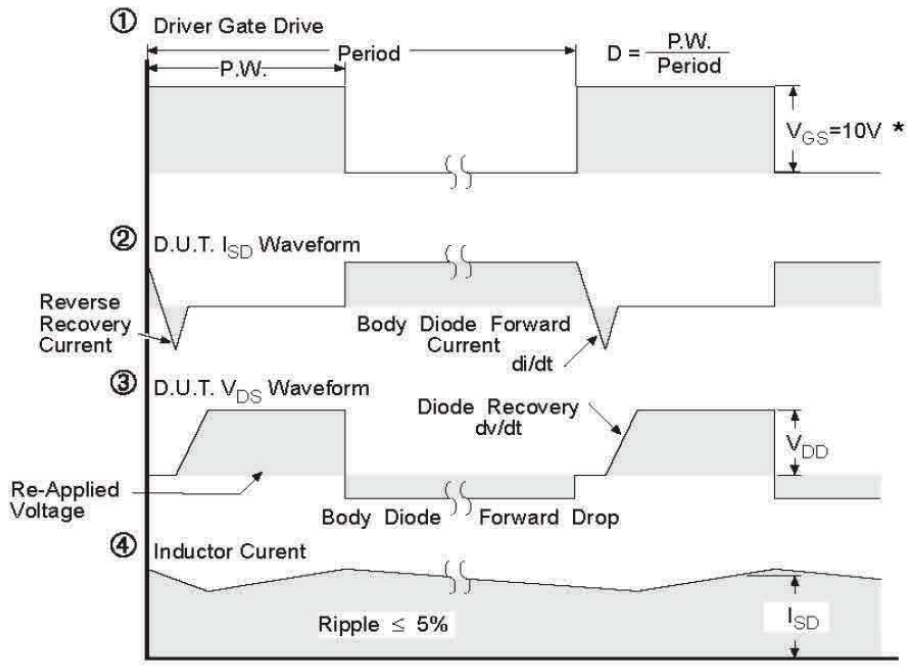 ① Driver Gate Drive
Period
P.W.
D = P.W.
Period
V_GS=10V *
② D.U.T. I_SD Waveform
Reverse
Recovery
Current
Body Diode Forward
Current
di/dt
③ D.U.T. V_DS Waveform
Diode Recovery
dv/dt
V_DD
Re-Applied
Voltage
Body Diode Forward Drop
④ Inductor Curent
Ripple ≤ 5%
I_SD